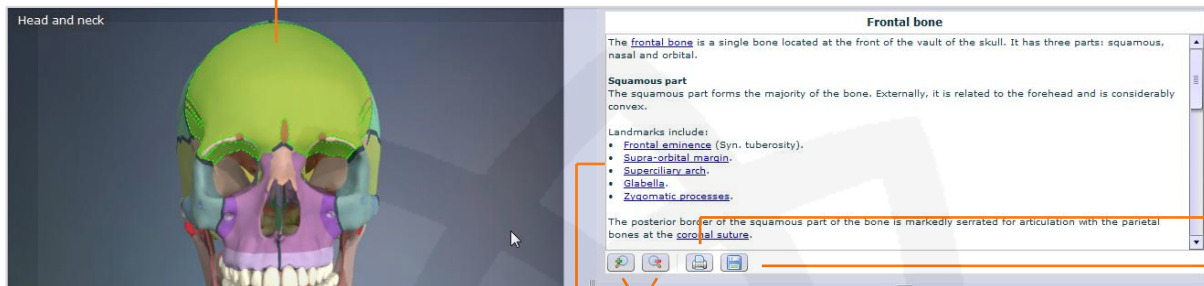 Head and neck
Frontal bone
The frontal bone is a single bone located at the front of the vault of the skull. It has three parts: squamous,
nasal and orbital.
Squamous part
The squamous part forms the majority of the bone. Externally, it is related to the forehead and is considerably
convex.
Landmarks include:
• Frontal eminence (Syn. tuberosity).
• Supra-orbital margin.
• Superciliary arch.
• Glabella.
• Zygomatic processes.
The posterior border of the squamous part of the bone is markedly serrated for articulation with the parietal
bones at the coronal suture.